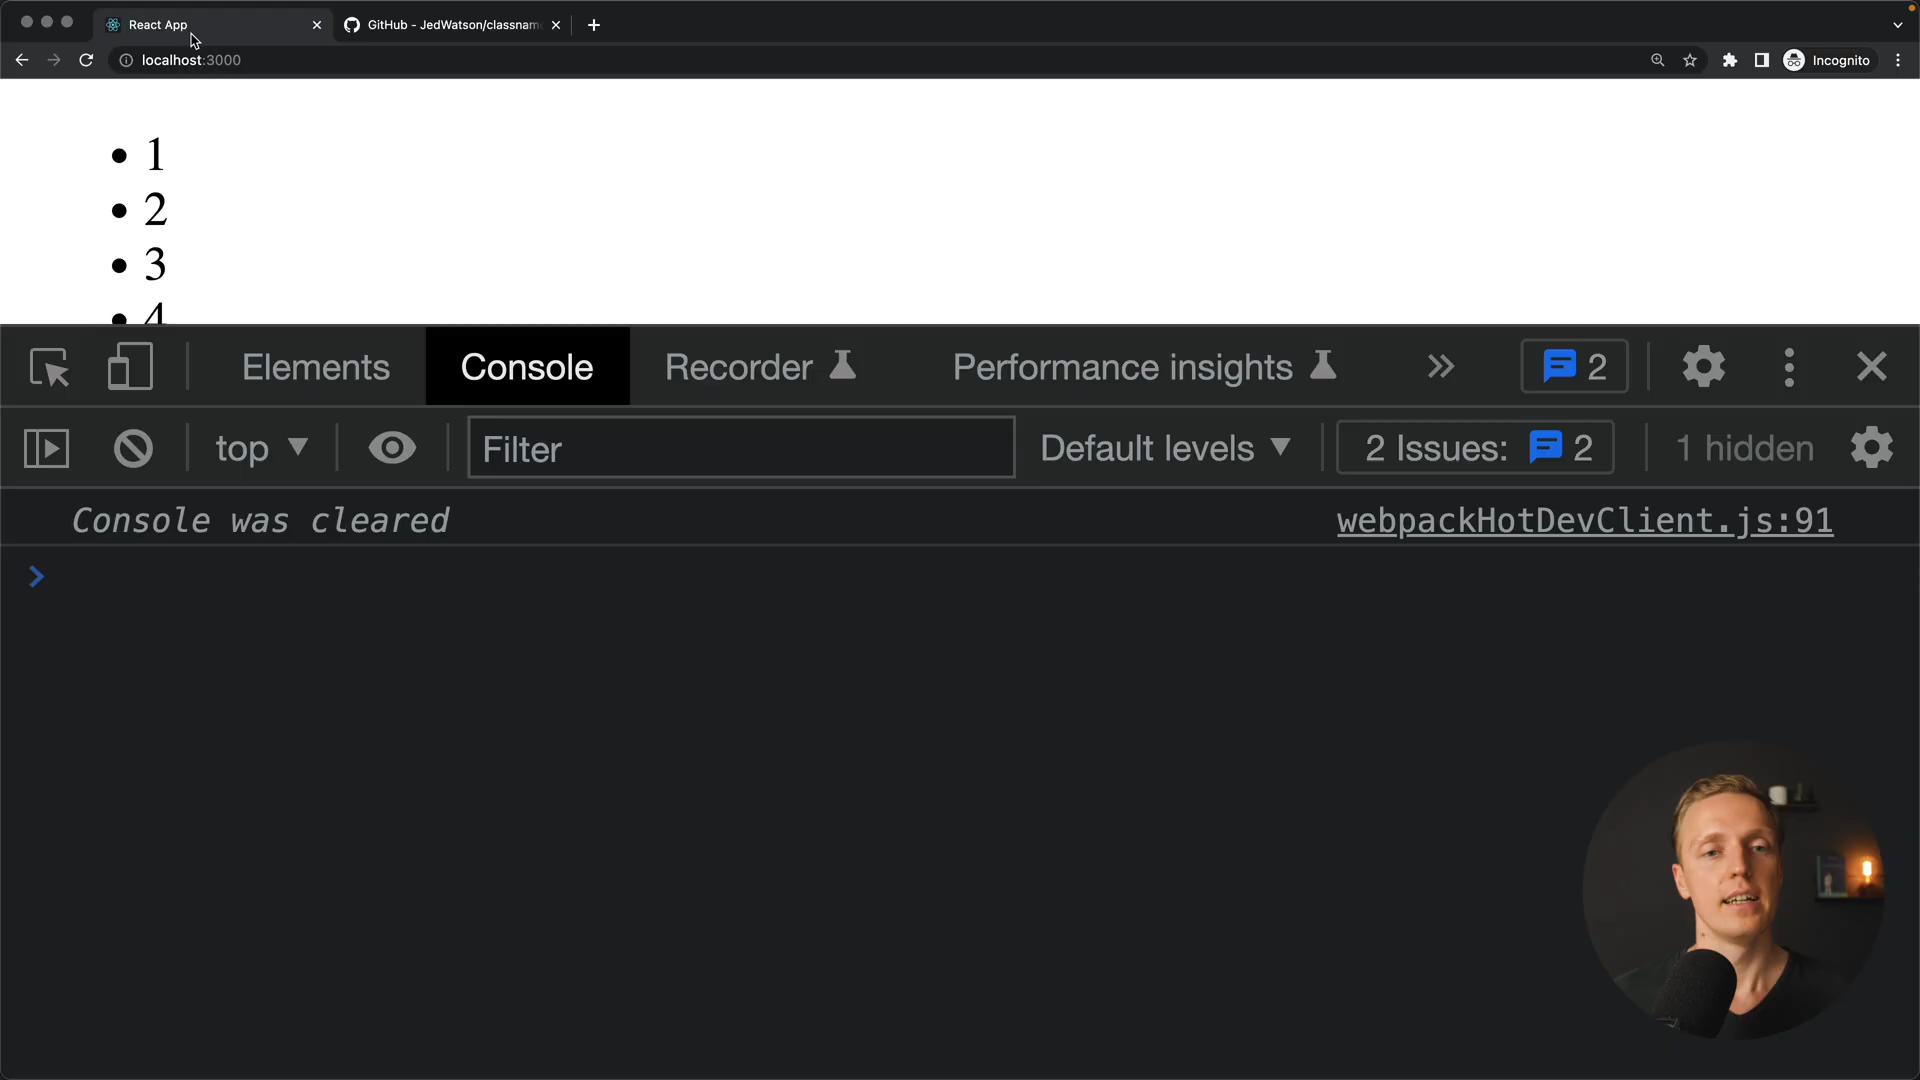 React App
GitHub - JedWatson/classnam
localhost:3000
Incognito
1
2
3
4
Elements
Console
Recorder
Performance insights
2
top
Filter
Default levels
2 Issues: 2
1 hidden
Console was cleared
webpackHotDevClient.js:91